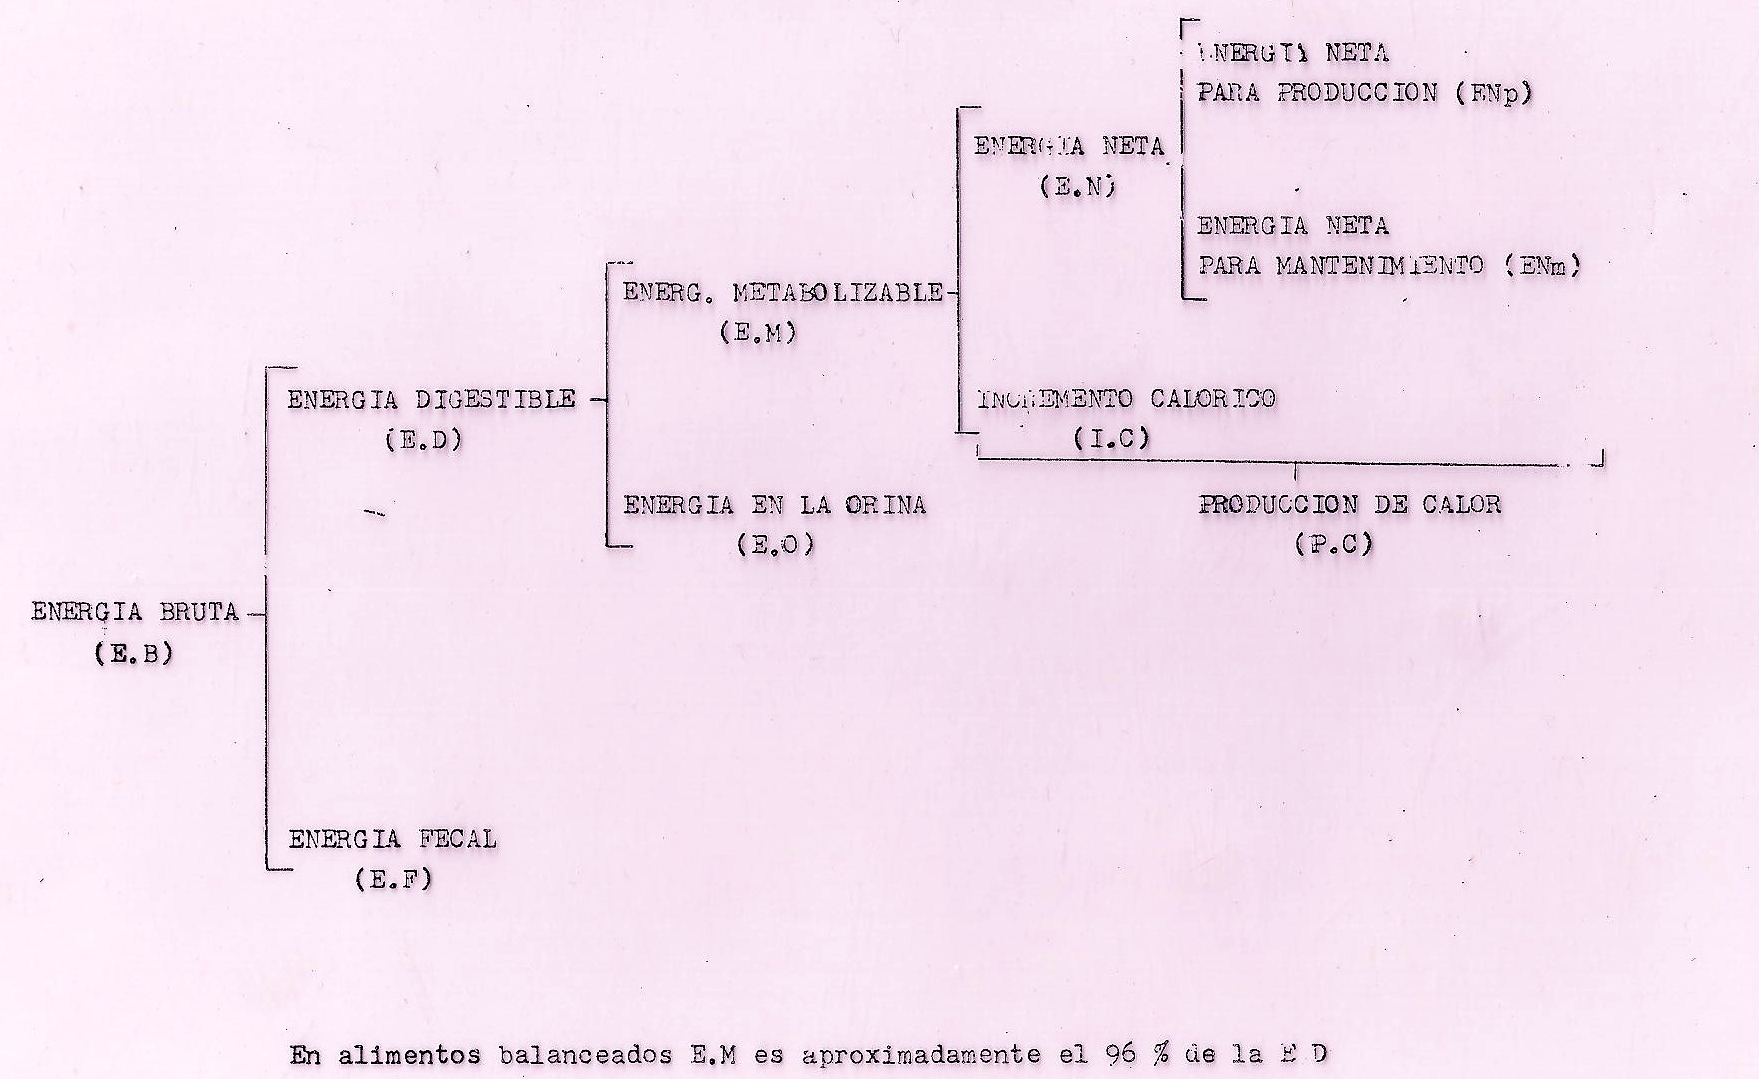 ENERGIA NETA
PARA PRODUCCION (ENp)
ENERGIA NETA
(E.N)
ENERGIA NETA
PARA MANTENIMIENTO (ENm)
ENERG. METABOLIZABLE
(E.M)
ENERGIA DIGESTIBLE
(E.D)
INCREMENTO CALORICO
(I.C)
ENERGIA EN LA ORINA
(E.O)
PRODUCCION DE CALOR
(P.C)
ENERGIA BRUTA
(E.B)
ENERGIA FECAL
(E.F)
En alimentos balanceados E.M es aproximadamente el 96 % de la E D